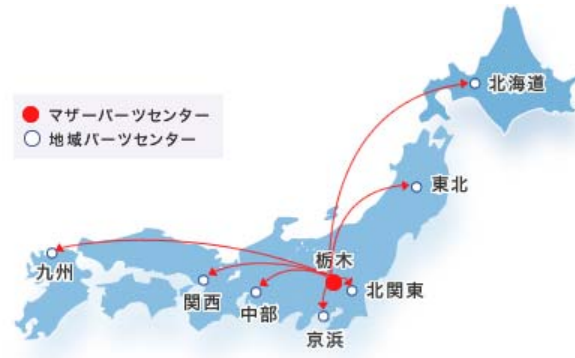 マザーパーツセンター
地域パーツセンター
北海道
東北
栃木
北関東
京浜
中部
関西
九州